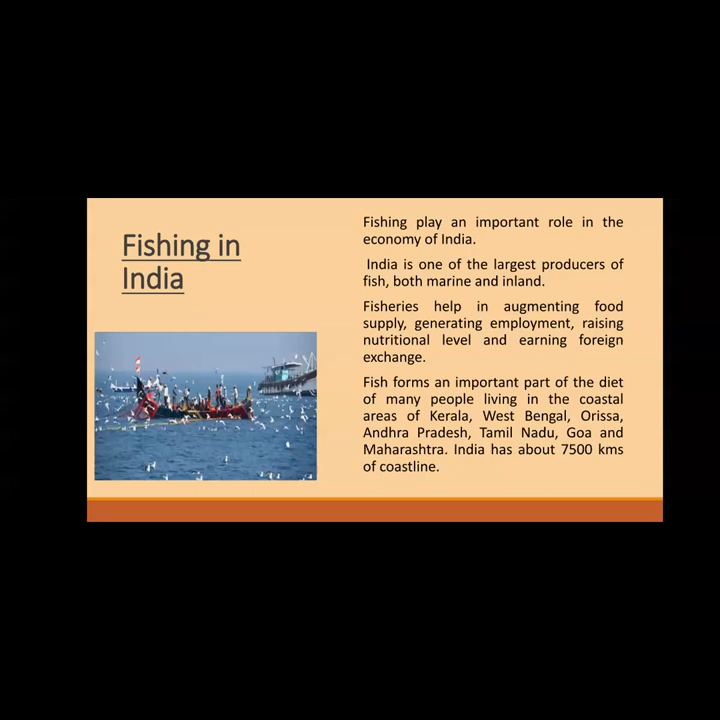 Fishing in
India
Fishing play an important role in the
economy of India.
India is one of the largest producers of
fish, both marine and inland.
Fisheries help in augmenting food
supply, generating employment, raising
nutritional level and earning foreign
exchange.
Fish forms an important part of the diet
of many people living in the coastal
areas of Kerala, West Bengal, Orissa,
Andhra Pradesh, Tamil Nadu, Goa and
Maharashtra. India has about 7500 kms
of coastline.